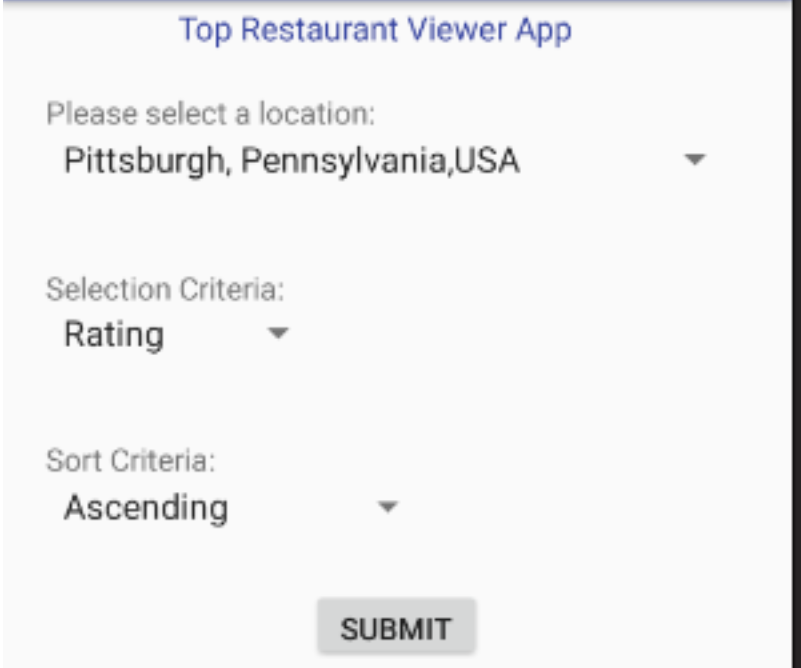 Top Restaurant Viewer App
Please select a location:
Pittsburgh, Pennsylvania,USA
Selection Criteria:
Rating
Sort Criteria:
Ascending
SUBMIT